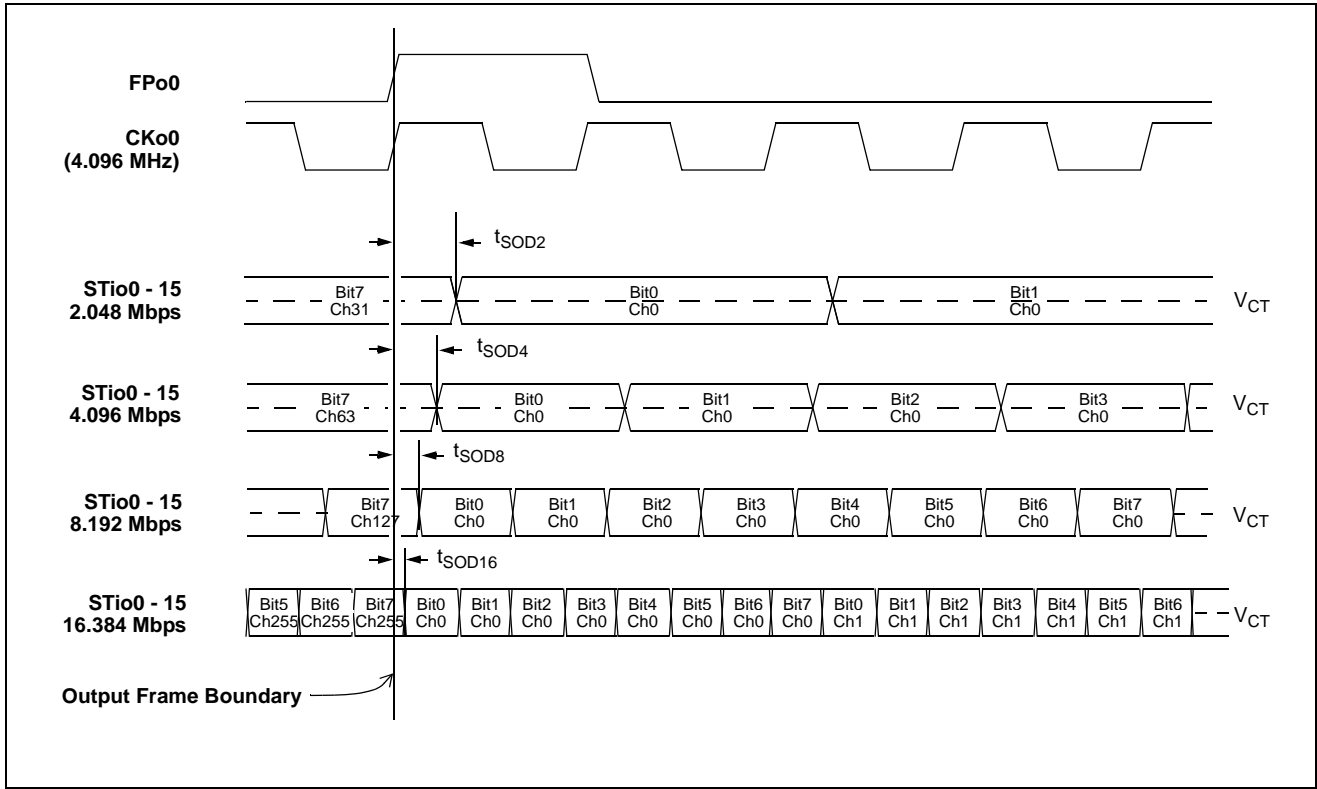 FPo0
CKo0
(4.096 MHz)
tSOD2
STio0 - 15
2.048 Mbps
Bit7
Ch31
Bit0
Ch0
Bit1
Ch0
VCT
tSOD4
STio0 - 15
4.096 Mbps
Bit7
Ch63
Bit0
Ch0
Bit1
Ch0
Bit2
Ch0
Bit3
Ch0
VCT
tSOD8
STio0 - 15
8.192 Mbps
Bit7
Ch127
Bit0
Ch0
Bit1
Ch0
Bit2
Ch0
Bit3
Ch0
Bit4
Ch0
Bit5
Ch0
Bit6
Ch0
Bit7
Ch0
VCT
tSOD16
STio0 - 15
16.384 Mbps
Bit5
Ch255
Bit6
Ch255
Bit7
Ch255
Bit0
Ch0
Bit1
Ch0
Bit2
Ch0
Bit3
Ch0
Bit4
Ch0
Bit5
Ch0
Bit6
Ch0
Bit7
Ch0
Bit0
Ch1
Bit1
Ch1
Bit2
Ch1
Bit3
Ch1
Bit4
Ch1
Bit5
Ch1
Bit6
Ch1
VCT
Output Frame Boundary